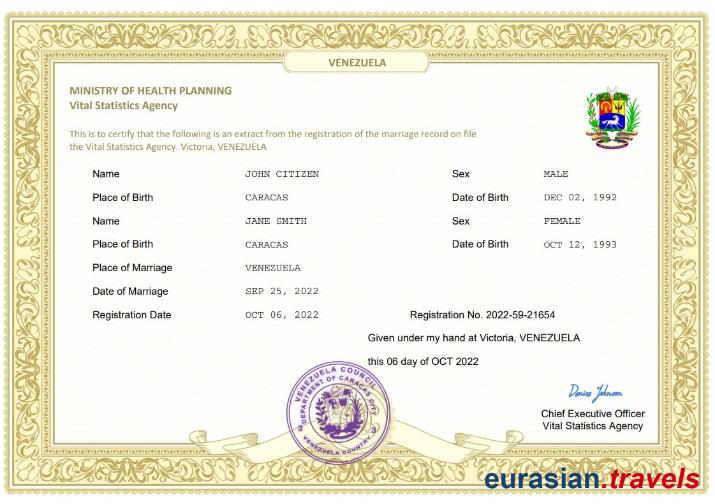 VENEZUELA
MINISTRY OF HEALTH PLANNING
Vital Statistics Agency
This is to certify that the following is an extract from the registration of the marriage record on file
the Vital Statistics Agency. Victoria, VENEZUELA
Name JOHN CITIZEN Sex MALE
Place of Birth CARACAS Date of Birth DEC 02, 1992
Name JANE SMITH Sex FEMALE
Place of Birth CARACAS Date of Birth OCT 12, 1993
Place of Marriage VENEZUELA
Date of Marriage SEP 25, 2022
Registration Date OCT 06, 2022 Registration No. 2022-59-21654
Given under my hand at Victoria, VENEZUELA
this 06 day of OCT 2022
VENEZUELA COUNCIL
DEPARTMENT OF CARACAS CITY
3 3
VENEZUELA COUNTRY
Denise Johnson
Chief Executive Officer
Vital Statistics Agency
eurasian.travels